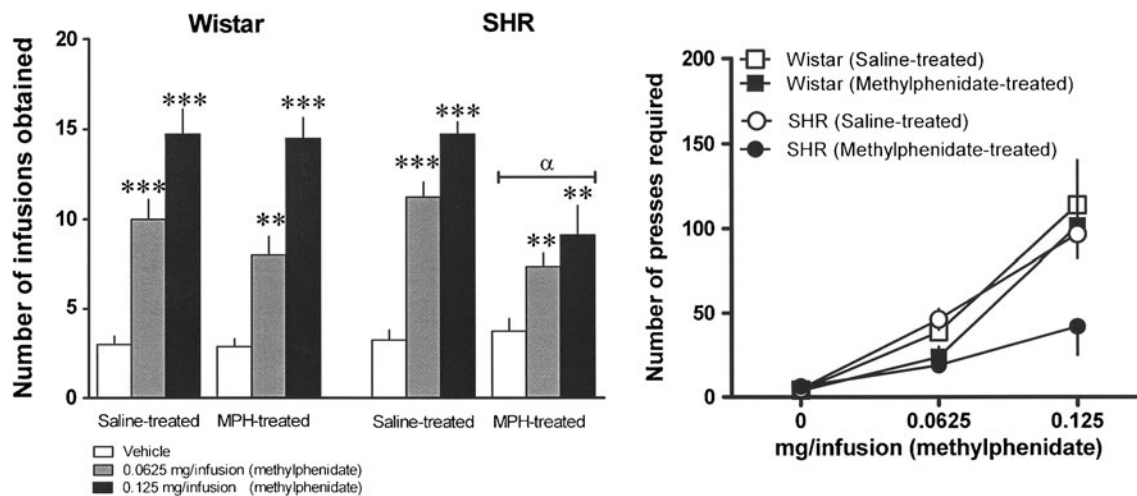 Wistar
SHR
Number of infusions obtained
20
15
10
5
0
***
***
**
***
***
***
**
**
α
Saline-treated
MPH-treated
Saline-treated
MPH-treated
Vehicle
0.0625 mg/infusion (methylphenidate)
0.125 mg/infusion (methylphenidate)
Number of presses required
200
150
100
50
0
Wistar (Saline-treated)
Wistar (Methylphenidate-treated)
SHR (Saline-treated)
SHR (Methylphenidate-treated)
0
0.0625
0.125
mg/infusion (methylphenidate)